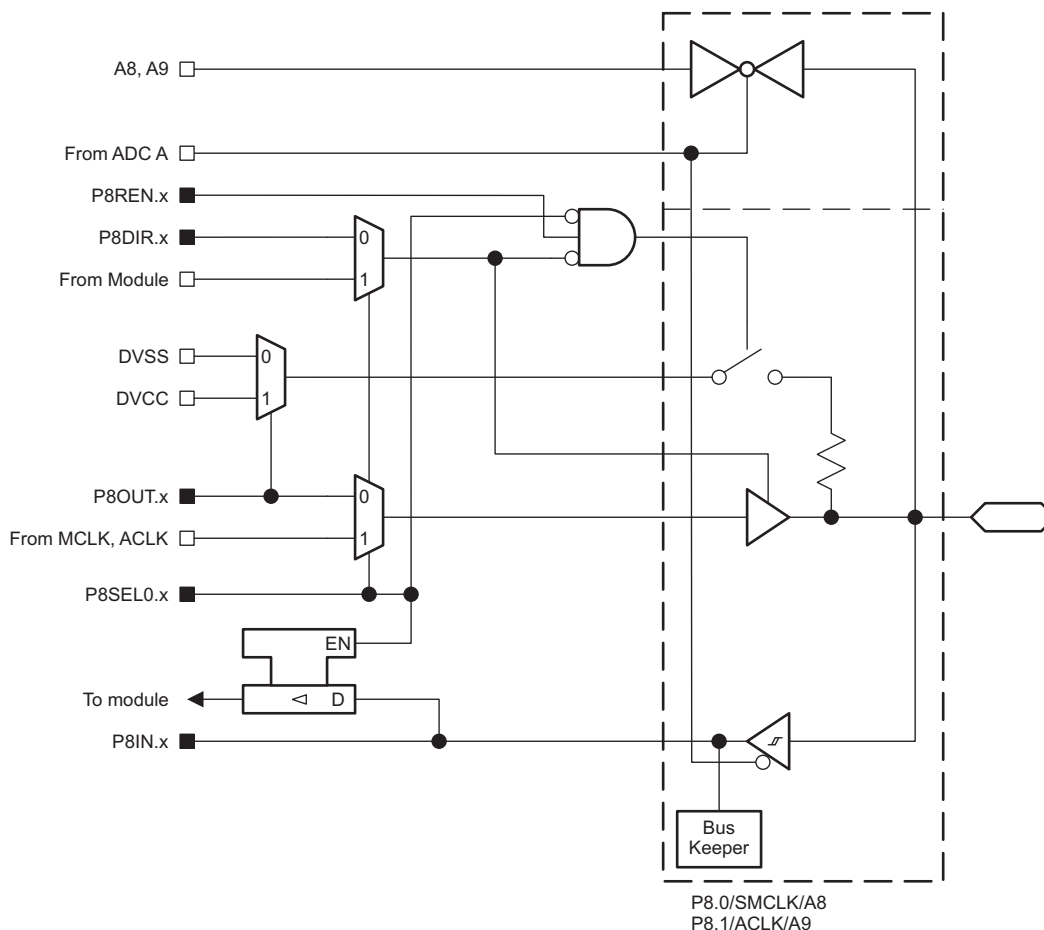 A8, A9
From ADC A
P8REN.x
P8DIR.x
0
From Module
1
DVSS
0
DVCC
1
P8OUT.x
0
From MCLK, ACLK
1
P8SEL0.x
EN
To module
D
P8IN.x
Bus
Keeper
P8.0/SMCLK/A8
P8.1/ACLK/A9